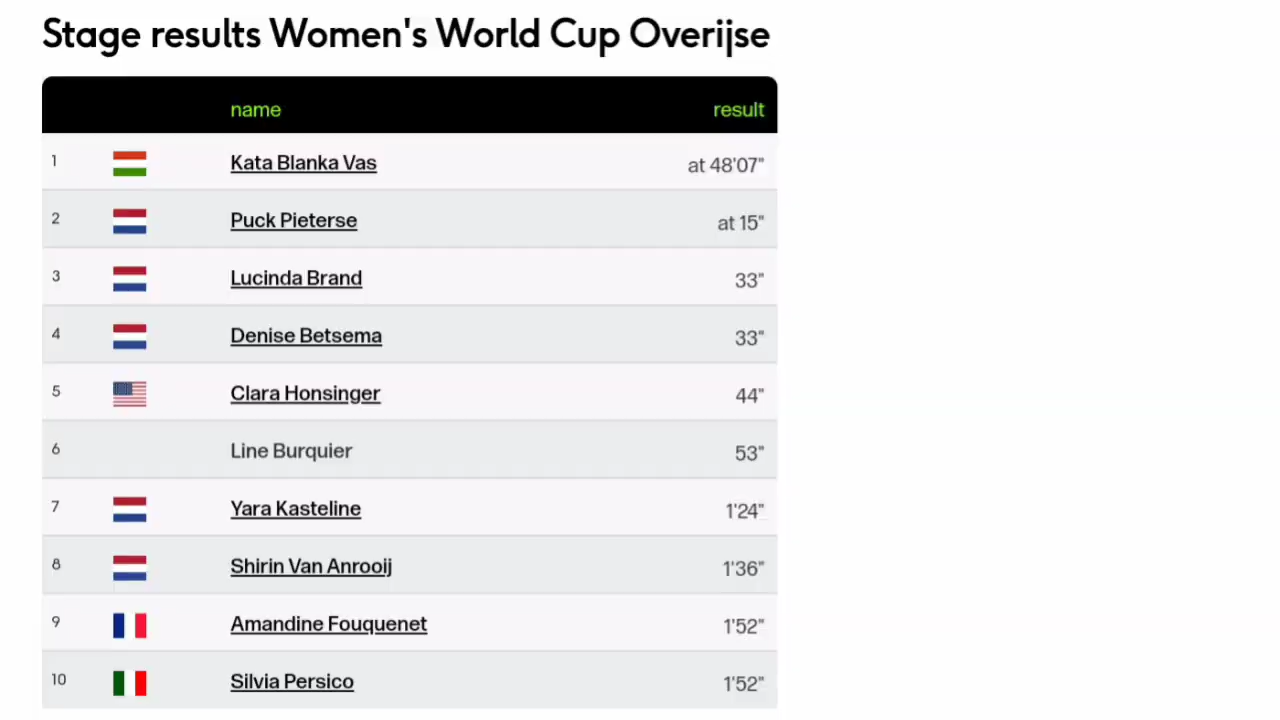 Stage results Women's World Cup Overijse
name result
1 Kata Blanka Vas at 48'07"
2 Puck Pieterse at 15"
3 Lucinda Brand 33"
4 Denise Betsema 33"
5 Clara Honsinger 44"
6 Line Burquier 53"
7 Yara Kasteline 1'24"
8 Shirin Van Anrooij 1'36"
9 Amandine Fouquenet 1'52"
10 Silvia Persico 1'52"